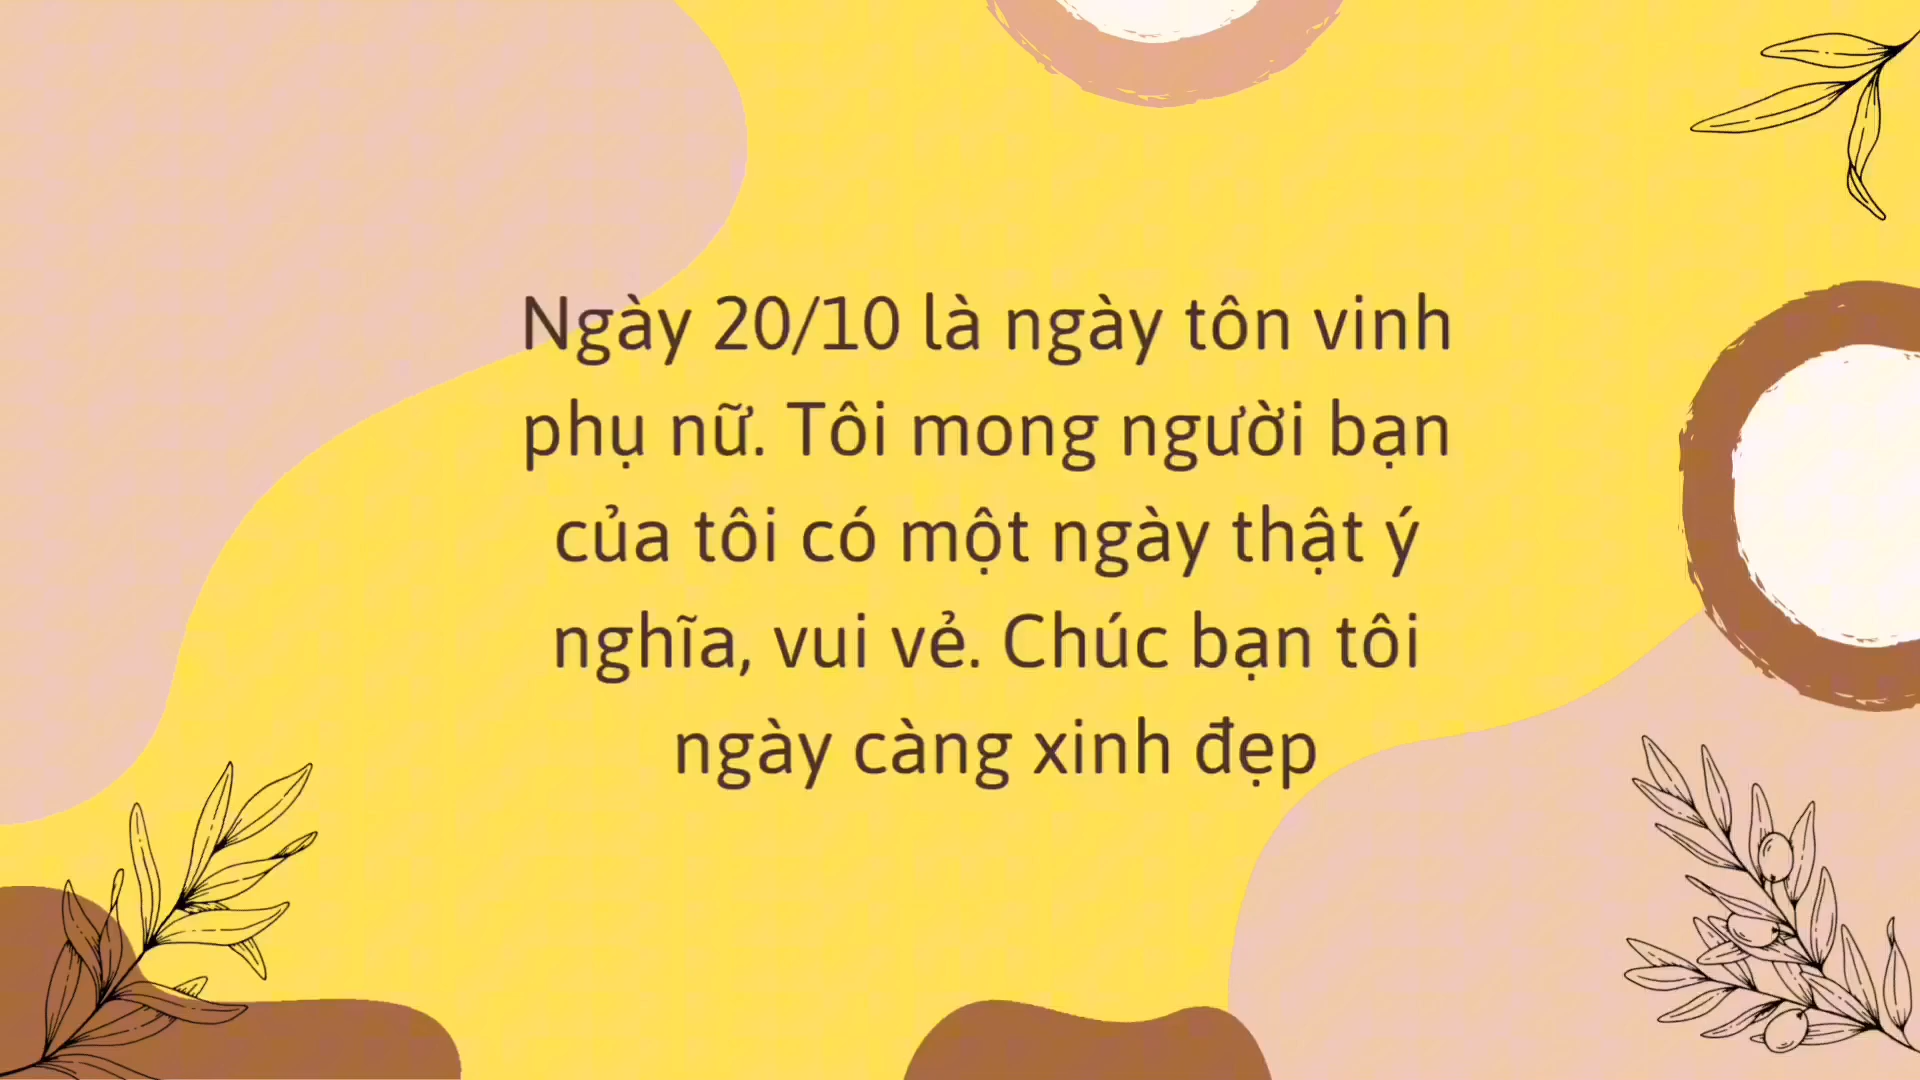 Ngày 20/10 là ngày tôn vinh
phụ nữ. Tôi mong người bạn
của tôi có một ngày thật ý
nghĩa, vui vẻ. Chúc bạn tôi
ngày càng xinh đẹp